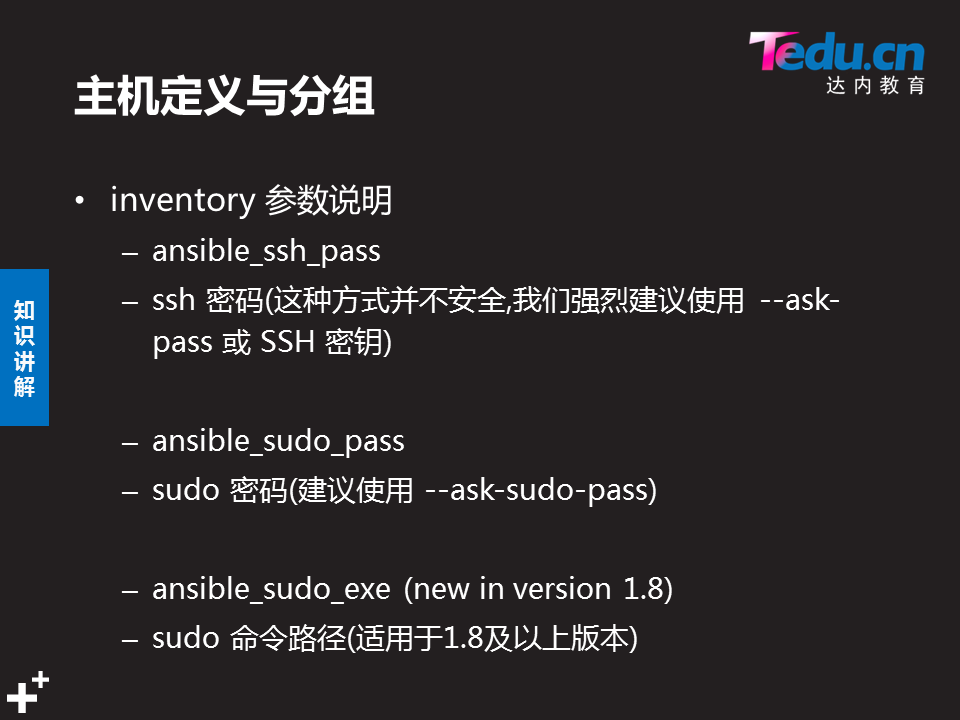 Tedu.cn
达内教育
主机定义与分组
• inventory 参数说明
– ansible_ssh_pass
– ssh 密码(这种方式并不安全,我们强烈建议使用 --ask-
pass 或 SSH 密钥)
知识讲解
– ansible_sudo_pass
– sudo 密码(建议使用 --ask-sudo-pass)
– ansible_sudo_exe (new in version 1.8)
– sudo 命令路径(适用于1.8及以上版本)